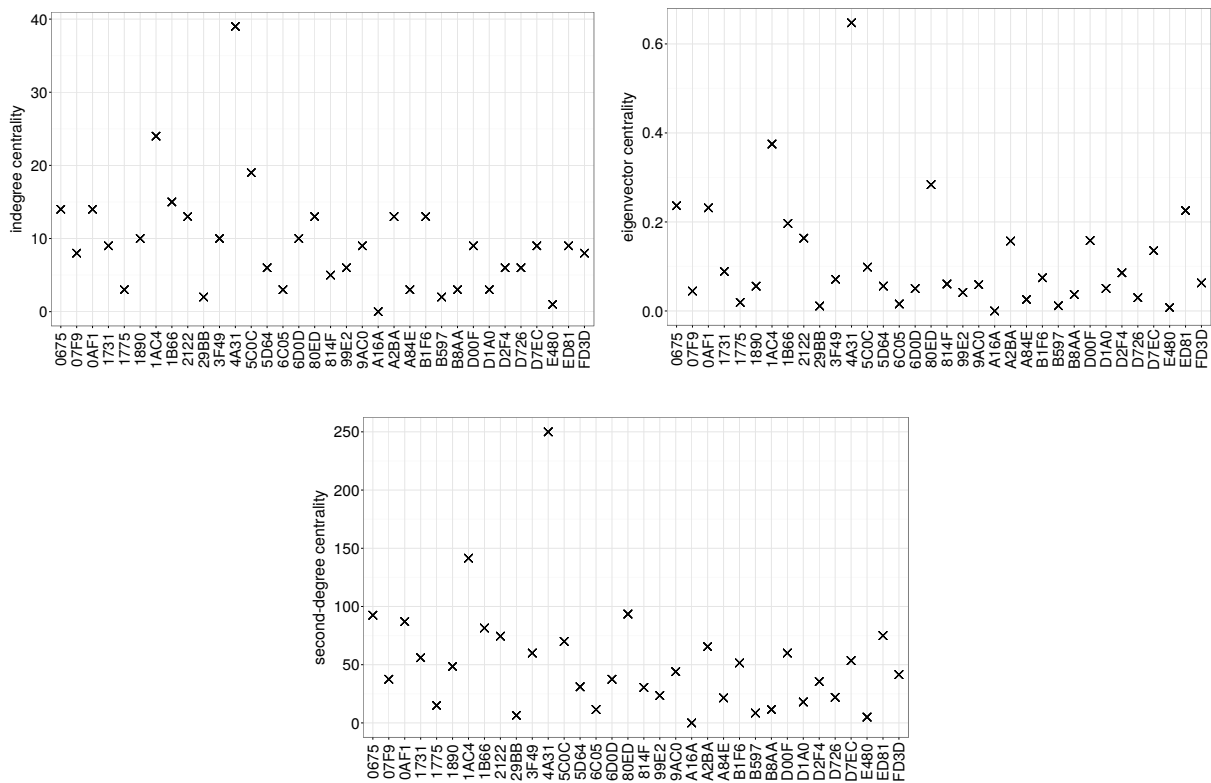 indegree centrality
40
30
20
10
0
0675 07F9 0AF1 1731 1775 1890 1AC4 1B66 2122 29BB 3F49 4A31 5C0C 5D64 6C05 6D0D 80ED 814F 99E2 9AC0 A16A A2BA A84E B1F6 B597 B8AA D00F D1A0 D2F4 D726 D7EC E480 ED81 FD3D
eigenvector centrality
0.6
0.4
0.2
0.0
0675 07F9 0AF1 1731 1775 1890 1AC4 1B66 2122 29BB 3F49 4A31 5C0C 5D64 6C05 6D0D 80ED 814F 99E2 9AC0 A16A A2BA A84E B1F6 B597 B8AA D00F D1A0 D2F4 D726 D7EC E480 ED81 FD3D
second-degree centrality
250
200
150
100
50
0
0675 07F9 0AF1 1731 1775 1890 1AC4 1B66 2122 29BB 3F49 4A31 5C0C 5D64 6C05 6D0D 80ED 814F 99E2 9AC0 A16A A2BA A84E B1F6 B597 B8AA D00F D1A0 D2F4 D726 D7EC E480 ED81 FD3D